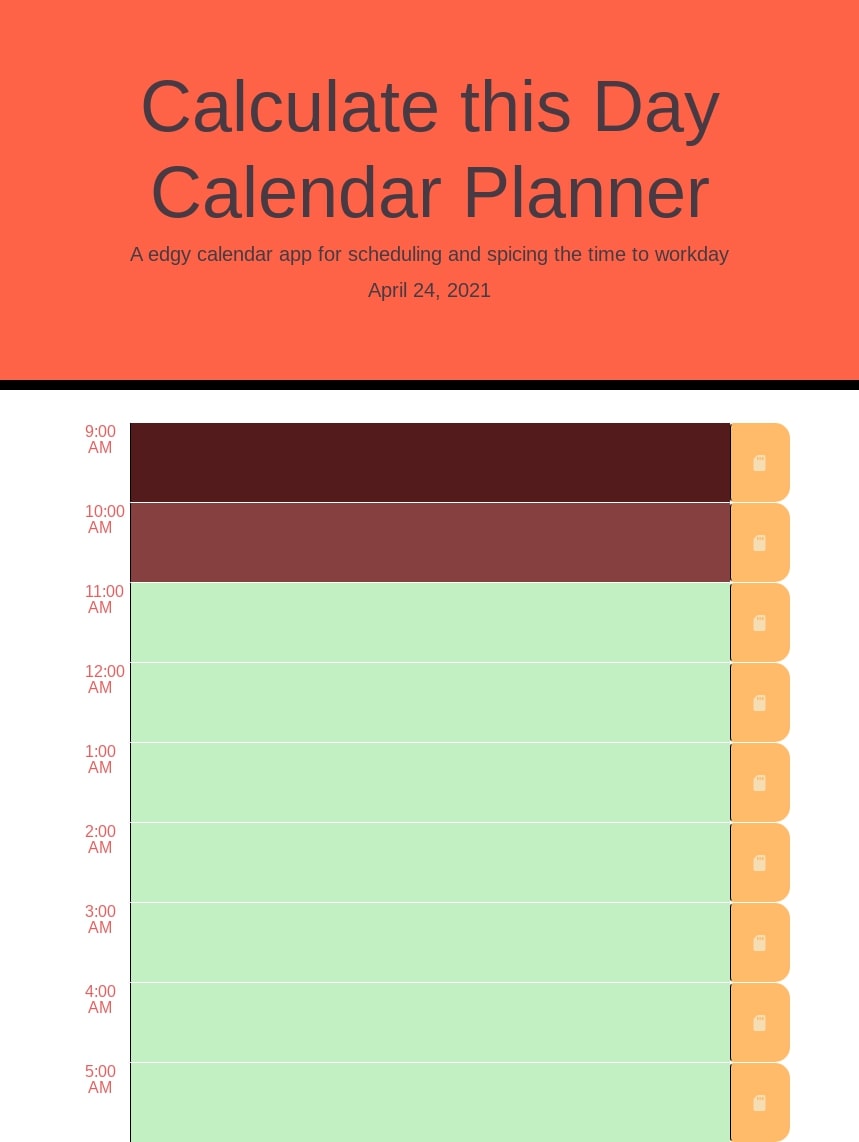 Calculate this Day
Calendar Planner
A edgy calendar app for scheduling and spicing the time to workday
April 24, 2021
9:00
AM
10:00
AM
11:00
AM
12:00
AM
1:00
AM
2:00
AM
3:00
AM
4:00
AM
5:00
AM